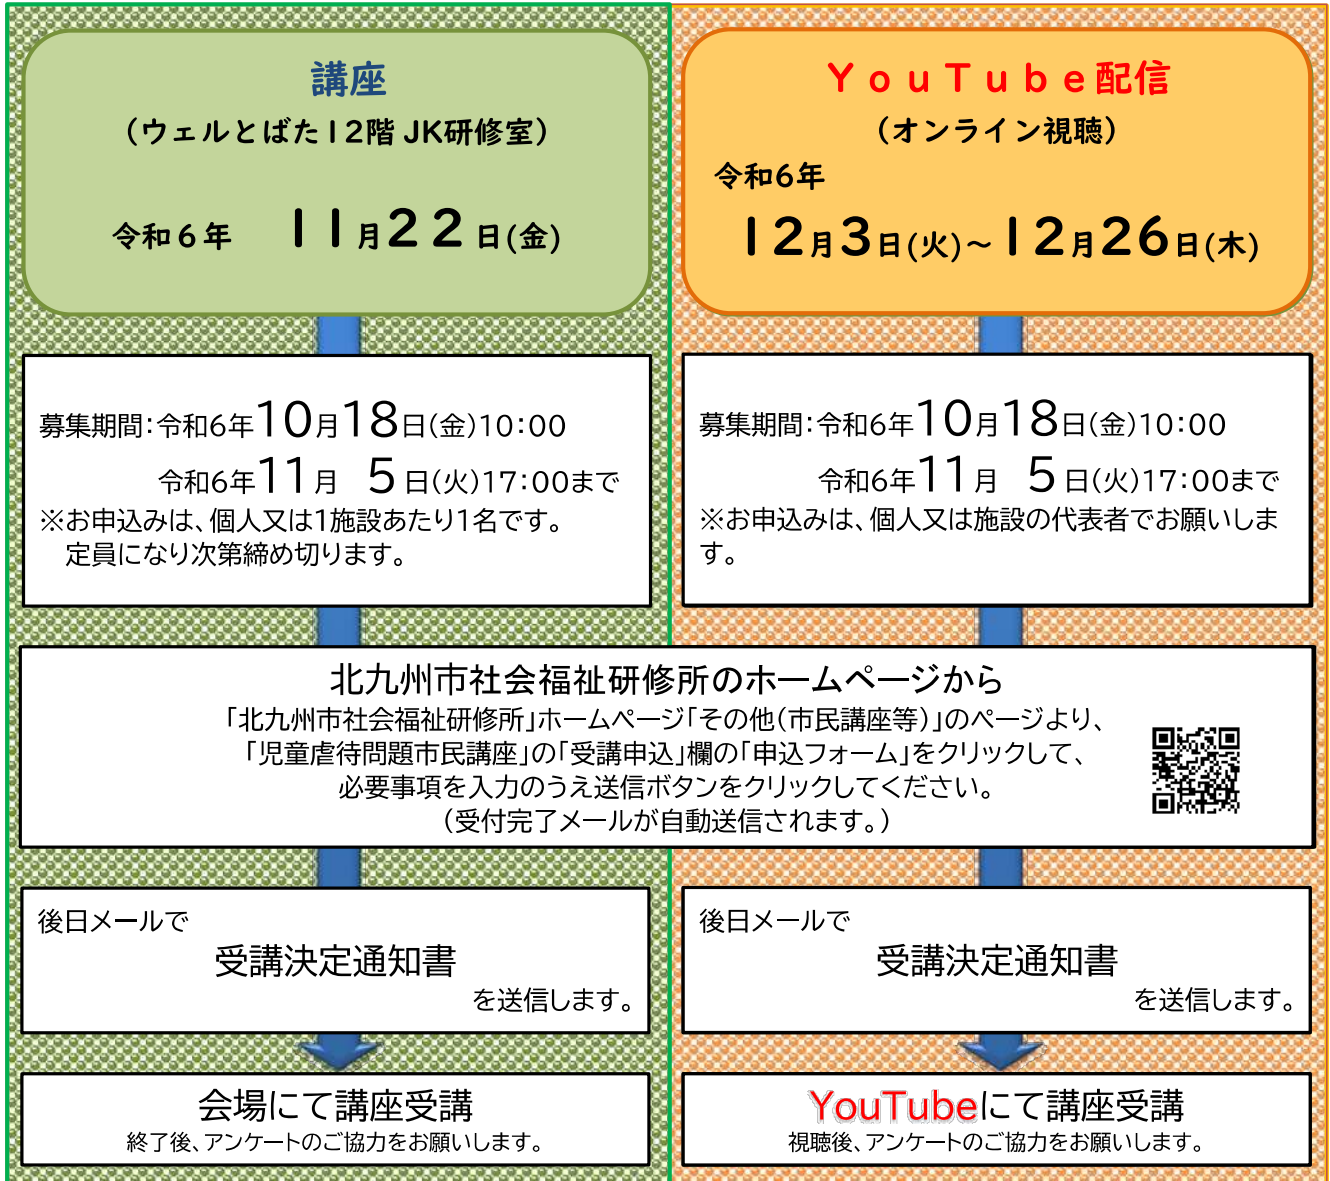 講座
（ウェルとばた12階 JK研修室）
令和６年　11月２２日(金)
ＹｏｕＴｕｂｅ配信
（オンライン視聴）
令和6年
12月3日(火)～12月26日(木)
募集期間：令和6年10月18日(金)10：00
令和6年11月　5日(火)17：00まで
※お申込みは、個人又は1施設あたり1名です。
定員になり次第締め切ります。
募集期間：令和6年10月18日(金)10：00
令和6年11月　5日(火)17：00まで
※お申込みは、個人又は施設の代表者でお願いしま
す。
北九州市社会福祉研修所のホームページから
「北九州市社会福祉研修所」ホームページ「その他（市民講座等）」のページより、
「児童虐待問題市民講座」の「受講申込」欄の「申込フォーム」をクリックして、
必要事項を入力のうえ送信ボタンをクリックしてください。
（受付完了メールが自動送信されます。）
後日メールで
受講決定通知書
を送信します。
後日メールで
受講決定通知書
を送信します。
会場にて講座受講
終了後、アンケートのご協力をお願いします。
YouTubeにて講座受講
視聴後、アンケートのご協力をお願いします。